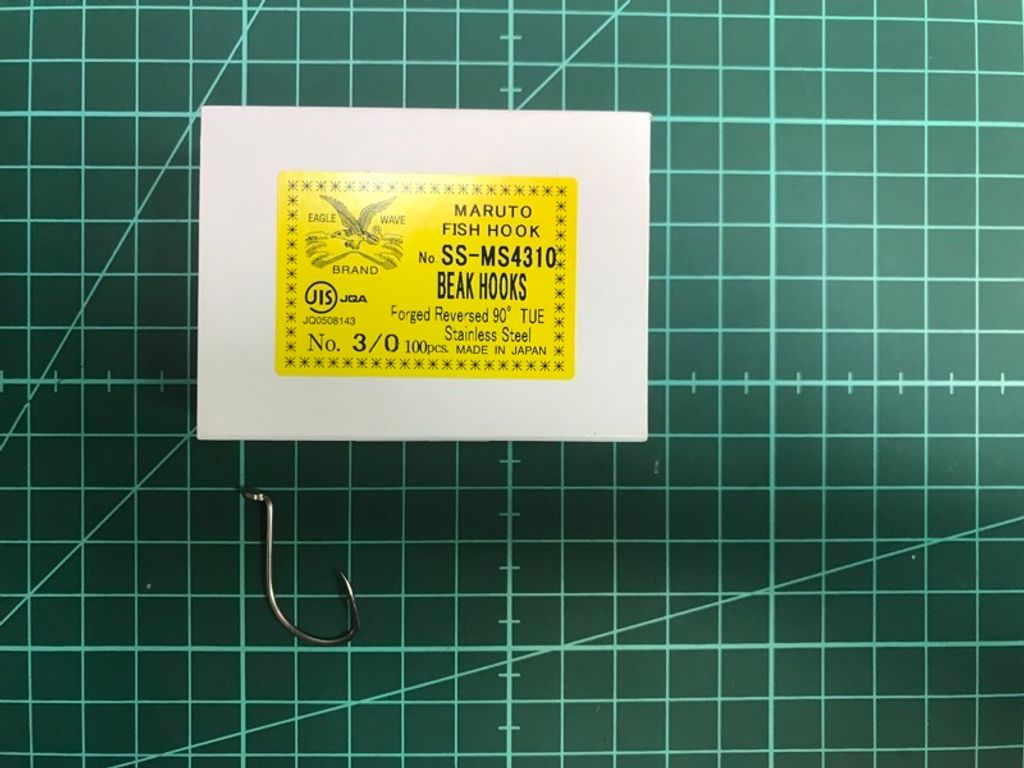 EAGLE WAVE
BRAND
MARUTO
FISH HOOK
No. SS-MS4310
BEAK HOOKS
JIS JQA
JQ0508143
Forged Reversed 90° TUE
Stainless Steel
No. 3/0 100pcs. MADE IN JAPAN